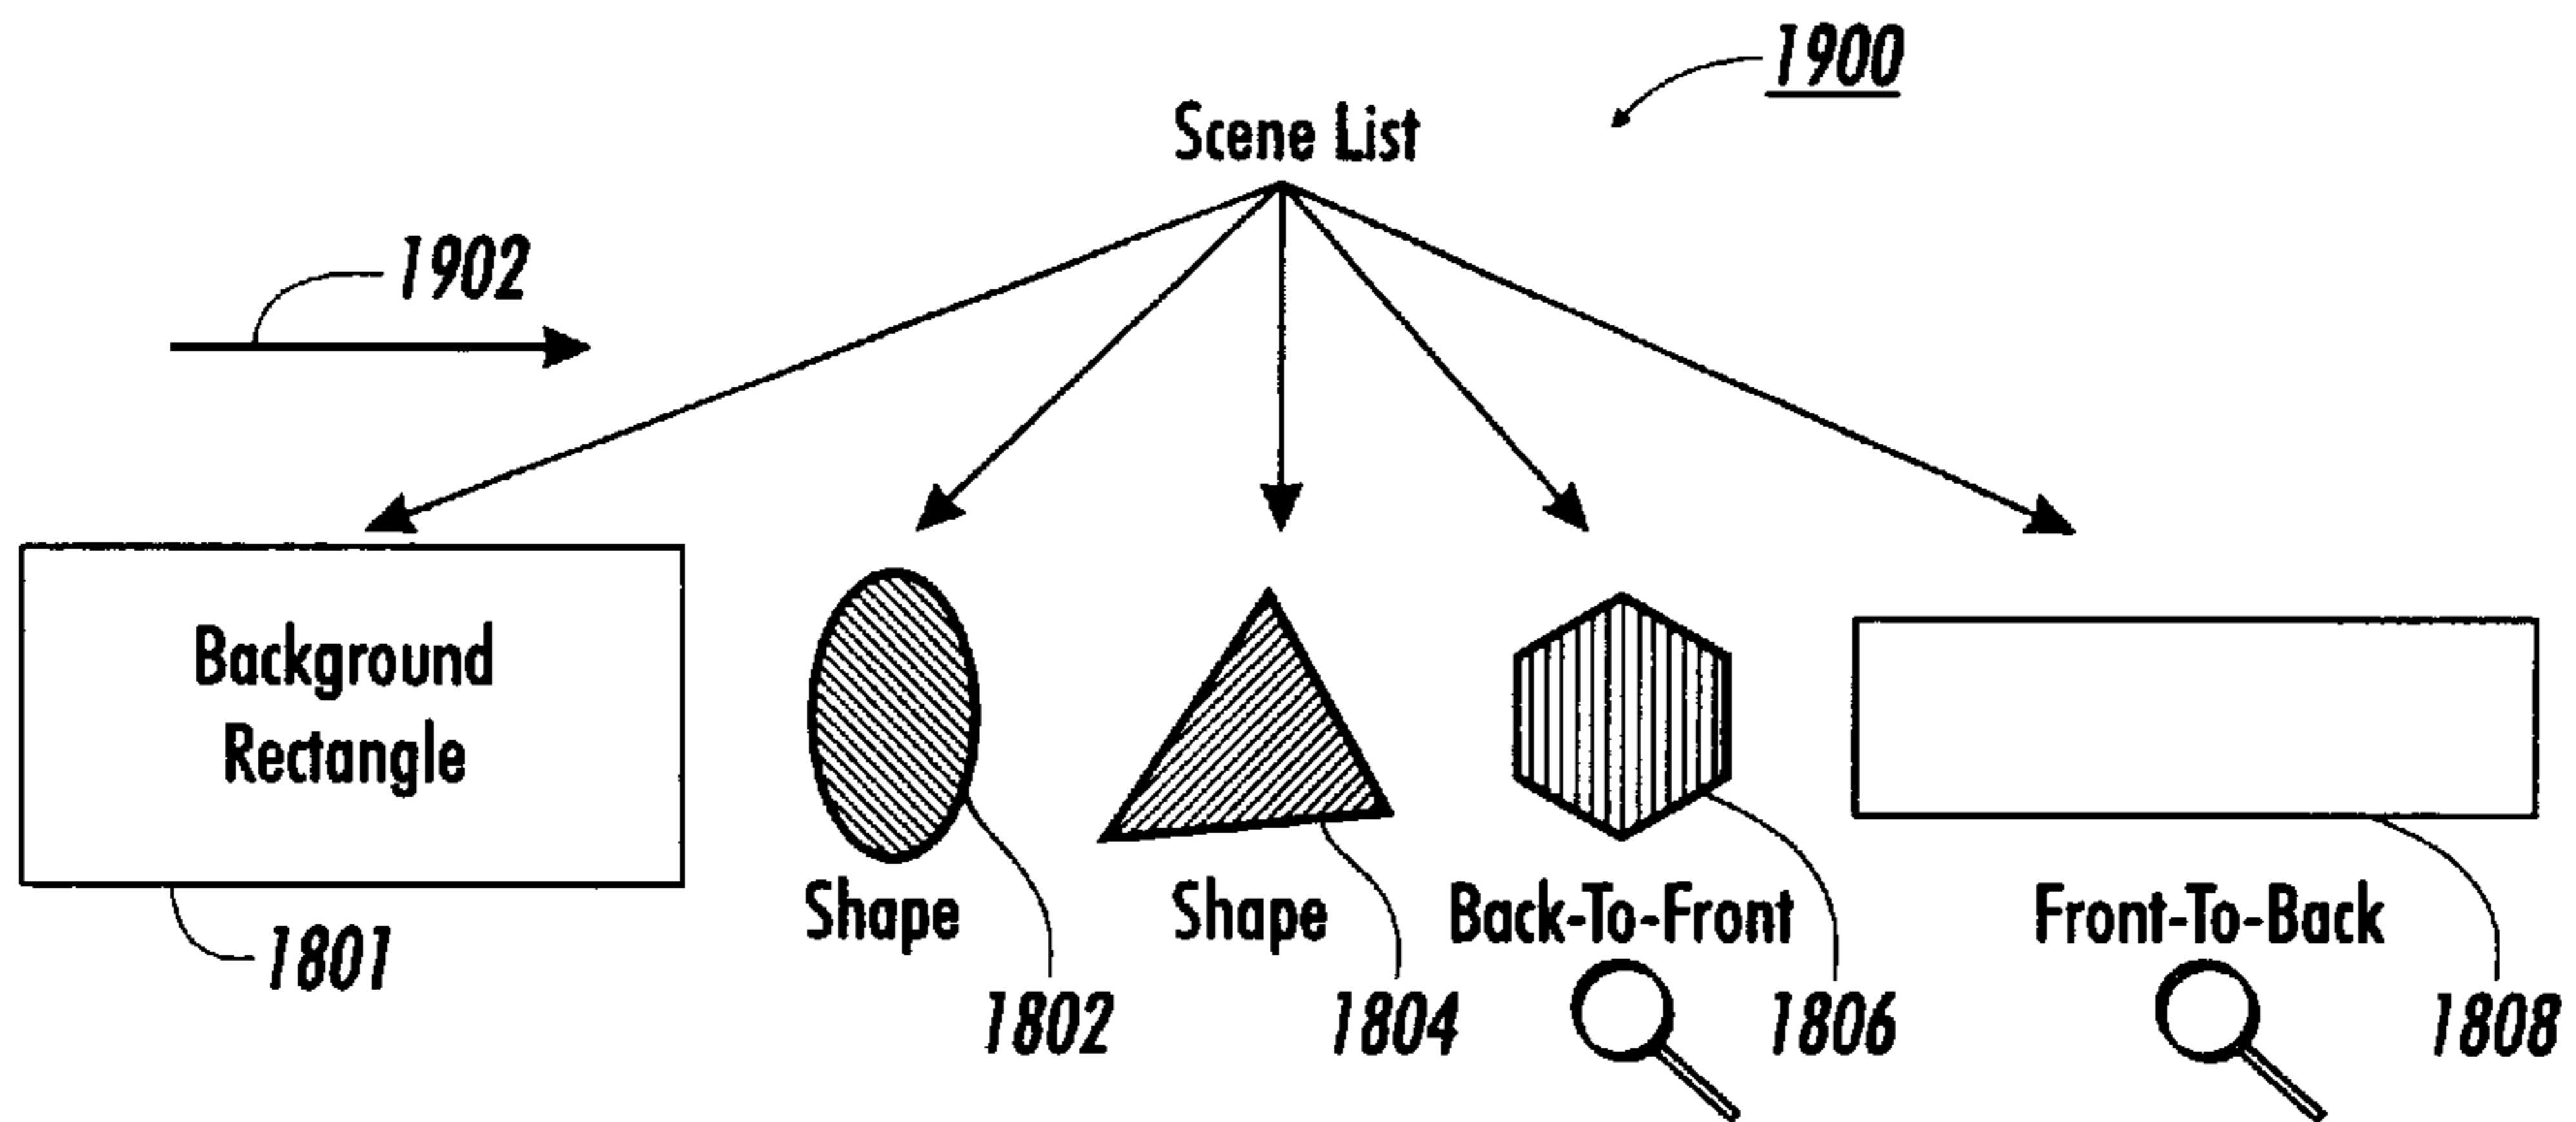 1900
Scene List
1902
Background
Rectangle
1801
Shape
1802
Shape
1804
Back-To-Front
1806
Front-To-Back
1808